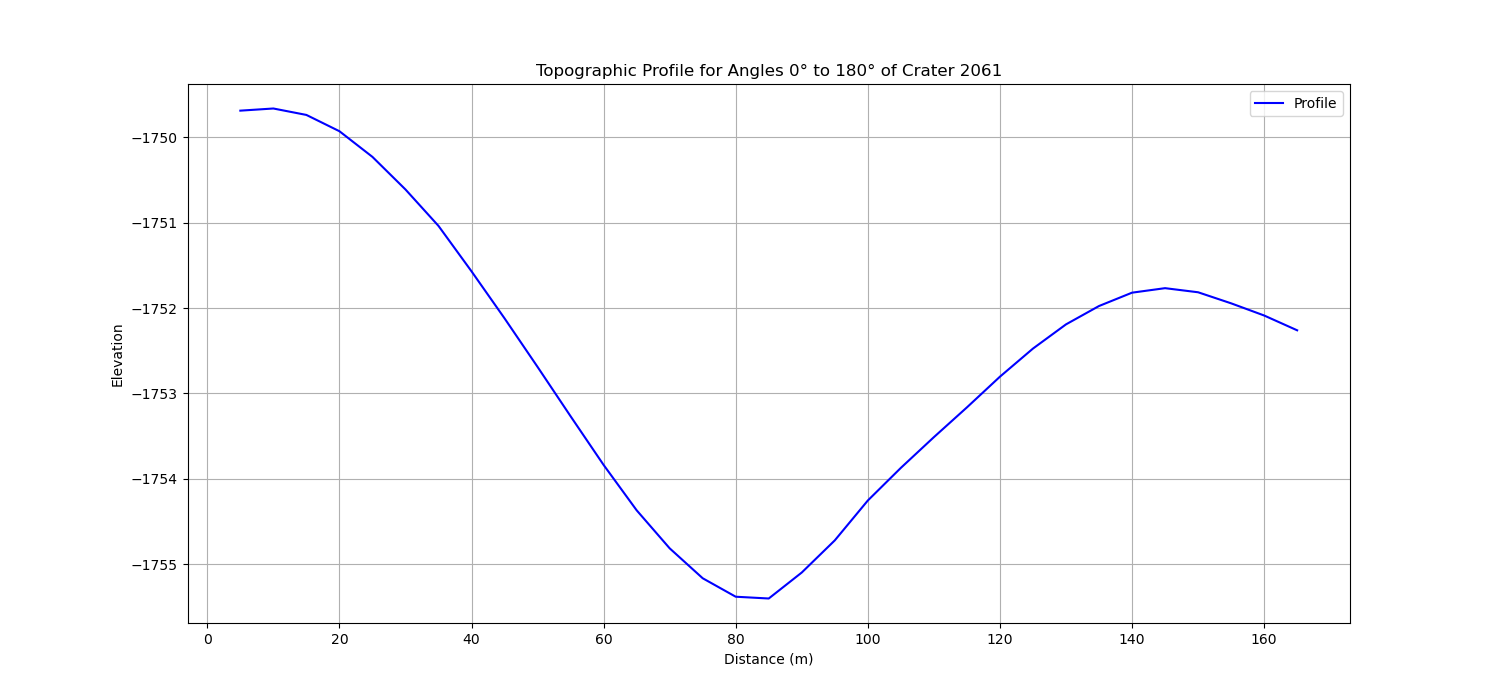 Topographic Profile for Angles 0° to 180° of Crater 2061
Profile
−1750
−1751
−1752
−1753
−1754
−1755
Elevation
0 20 40 60 80 100 120 140 160
Distance (m)